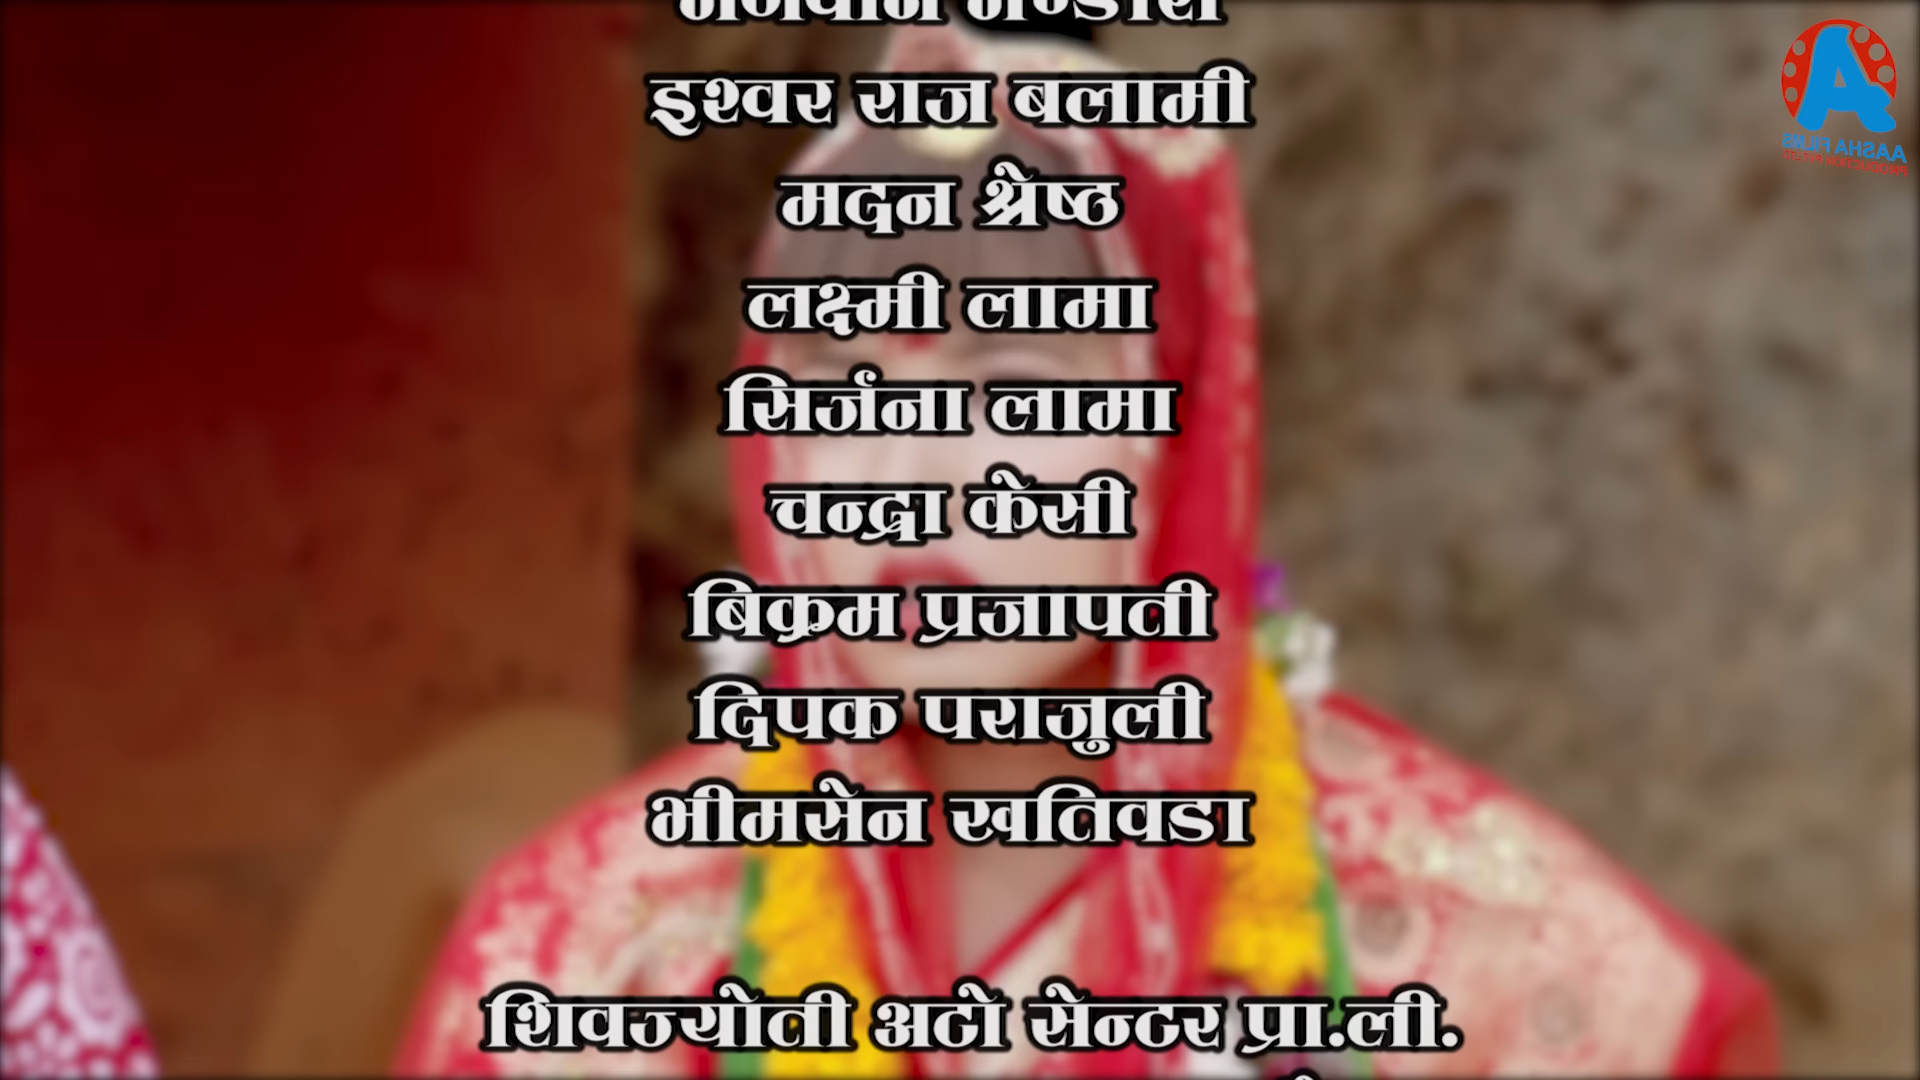 इश्वर राज बलामी
मदन श्रेष्ठ
लक्ष्मी लामा
सिर्जना लामा
चन्द्रा केसी
बिक्रम प्रजापती
दिपक पराजुली
भीमसेन खतिवडा
शिवज्योती अटो सेन्टर प्रा.ली.
A
AASHA FILMS
PRODUCTION